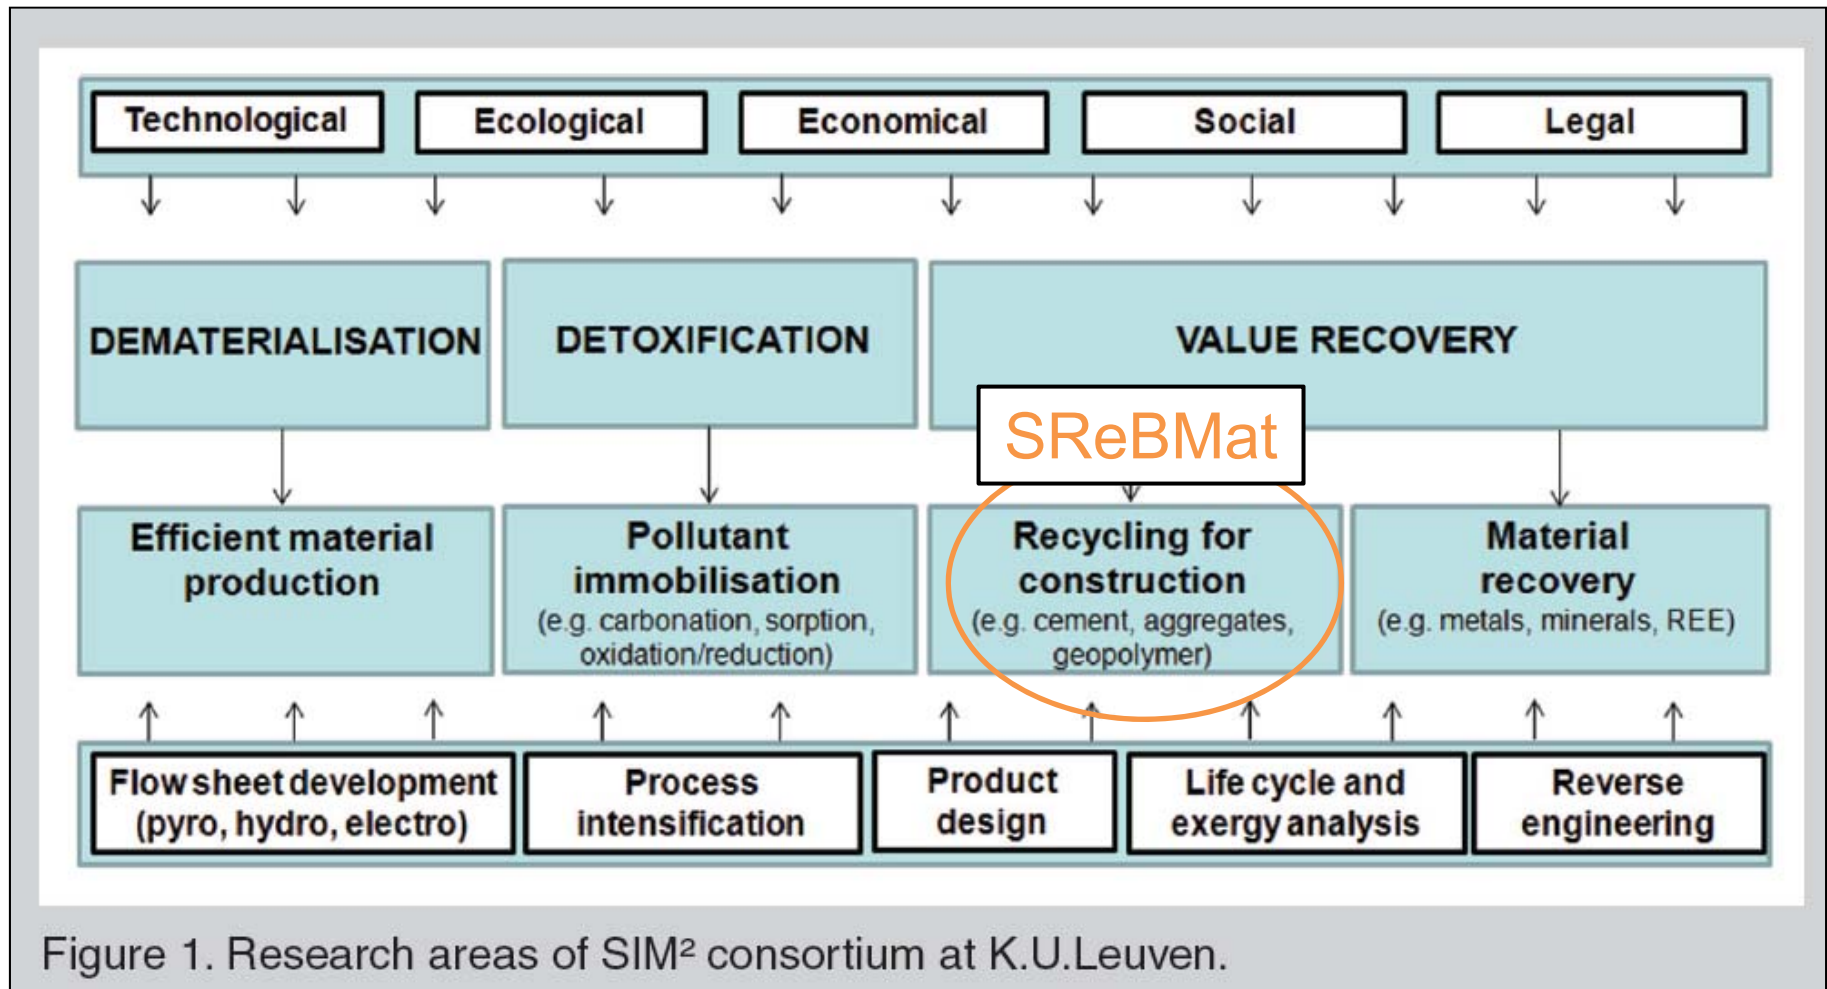 Technological
Ecological
Economical
Social
Legal
DEMATERIALISATION
DETOXIFICATION
VALUE RECOVERY
SReBMat
Efficient material
production
Pollutant
immobilisation
(e.g. carbonation, sorption,
oxidation/reduction)
Recycling for
construction
(e.g. cement, aggregates,
geopolymer)
Material
recovery
(e.g. metals, minerals, REE)
Flow sheet development
(pyro, hydro, electro)
Process
intensification
Product
design
Life cycle and
exergy analysis
Reverse
engineering
Figure 1. Research areas of SIM² consortium at K.U.Leuven.